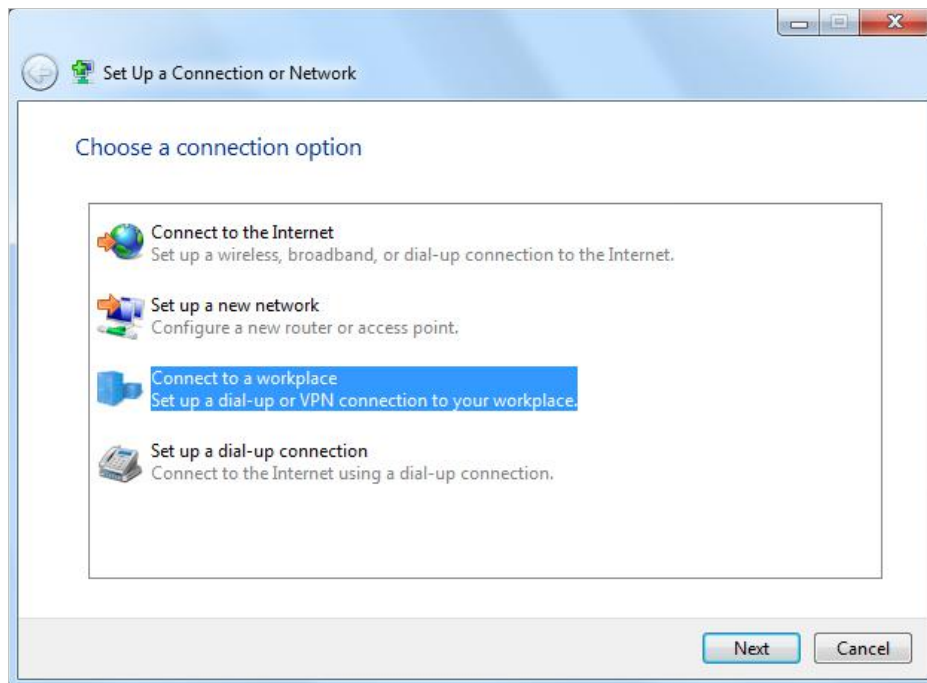 Set Up a Connection or Network
Choose a connection option
Connect to the Internet
Set up a wireless, broadband, or dial-up connection to the Internet.
Set up a new network
Configure a new router or access point.
Connect to a workplace
Set up a dial-up or VPN connection to your workplace.
Set up a dial-up connection
Connect to the Internet using a dial-up connection.
Next
Cancel